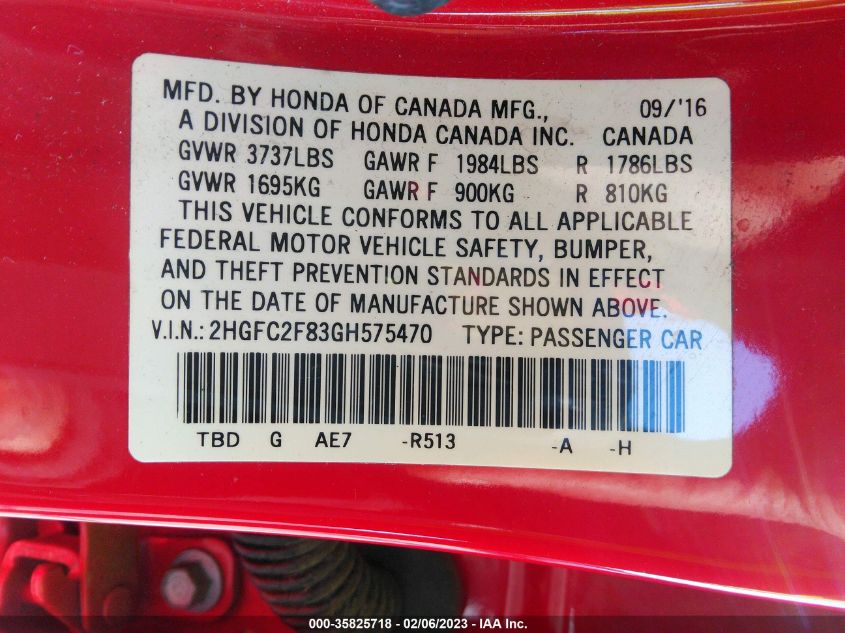 MFD. BY HONDA OF CANADA MFG., 09/'16
A DIVISION OF HONDA CANADA INC. CANADA
GVWR 3737LBS GAWR F 1984LBS R 1786LBS
GVWR 1695KG GAWR F 900KG R 810KG
THIS VEHICLE CONFORMS TO ALL APPLICABLE
FEDERAL MOTOR VEHICLE SAFETY, BUMPER,
AND THEFT PREVENTION STANDARDS IN EFFECT
ON THE DATE OF MANUFACTURE SHOWN ABOVE.
V.I.N.: 2HGFC2F83GH575470 TYPE: PASSENGER CAR
TBD G AE7 -R513 -A -H
000-35825718 - 02/06/2023 - IAA Inc.